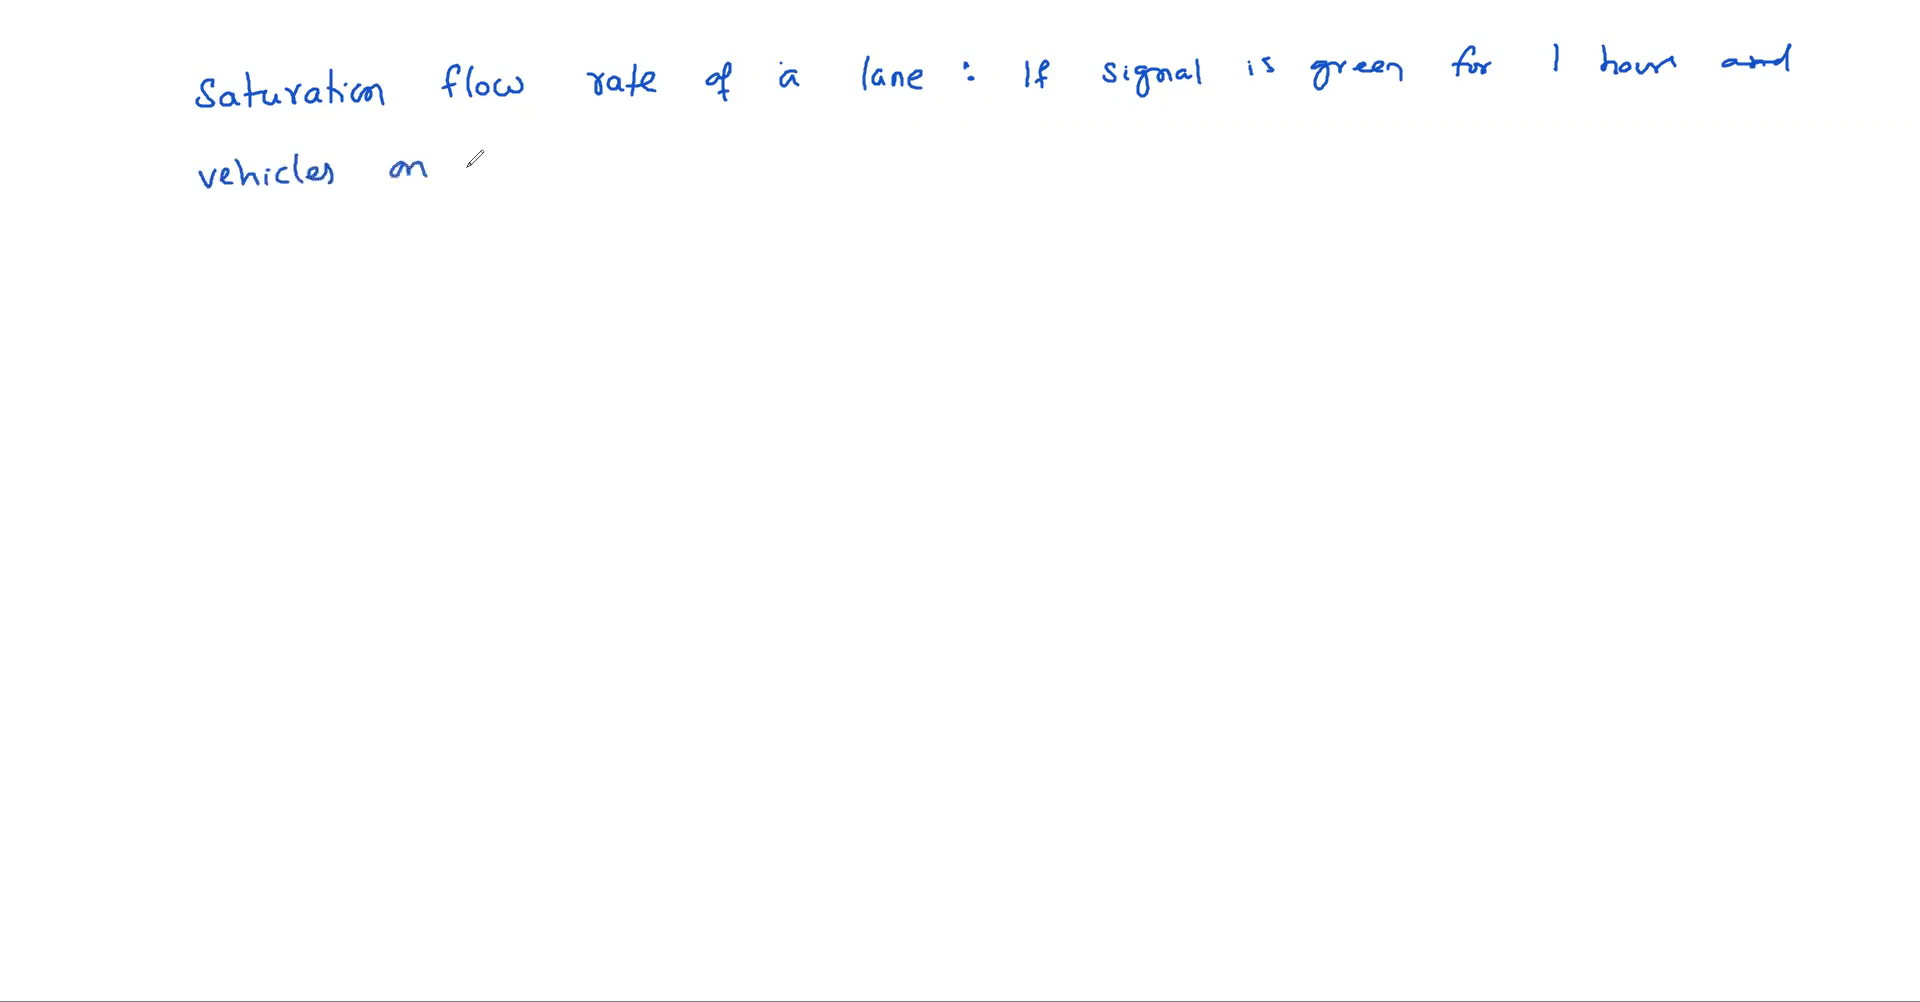 Saturation flow rate of a lane : If signal is green for 1 hour and
vehicles on